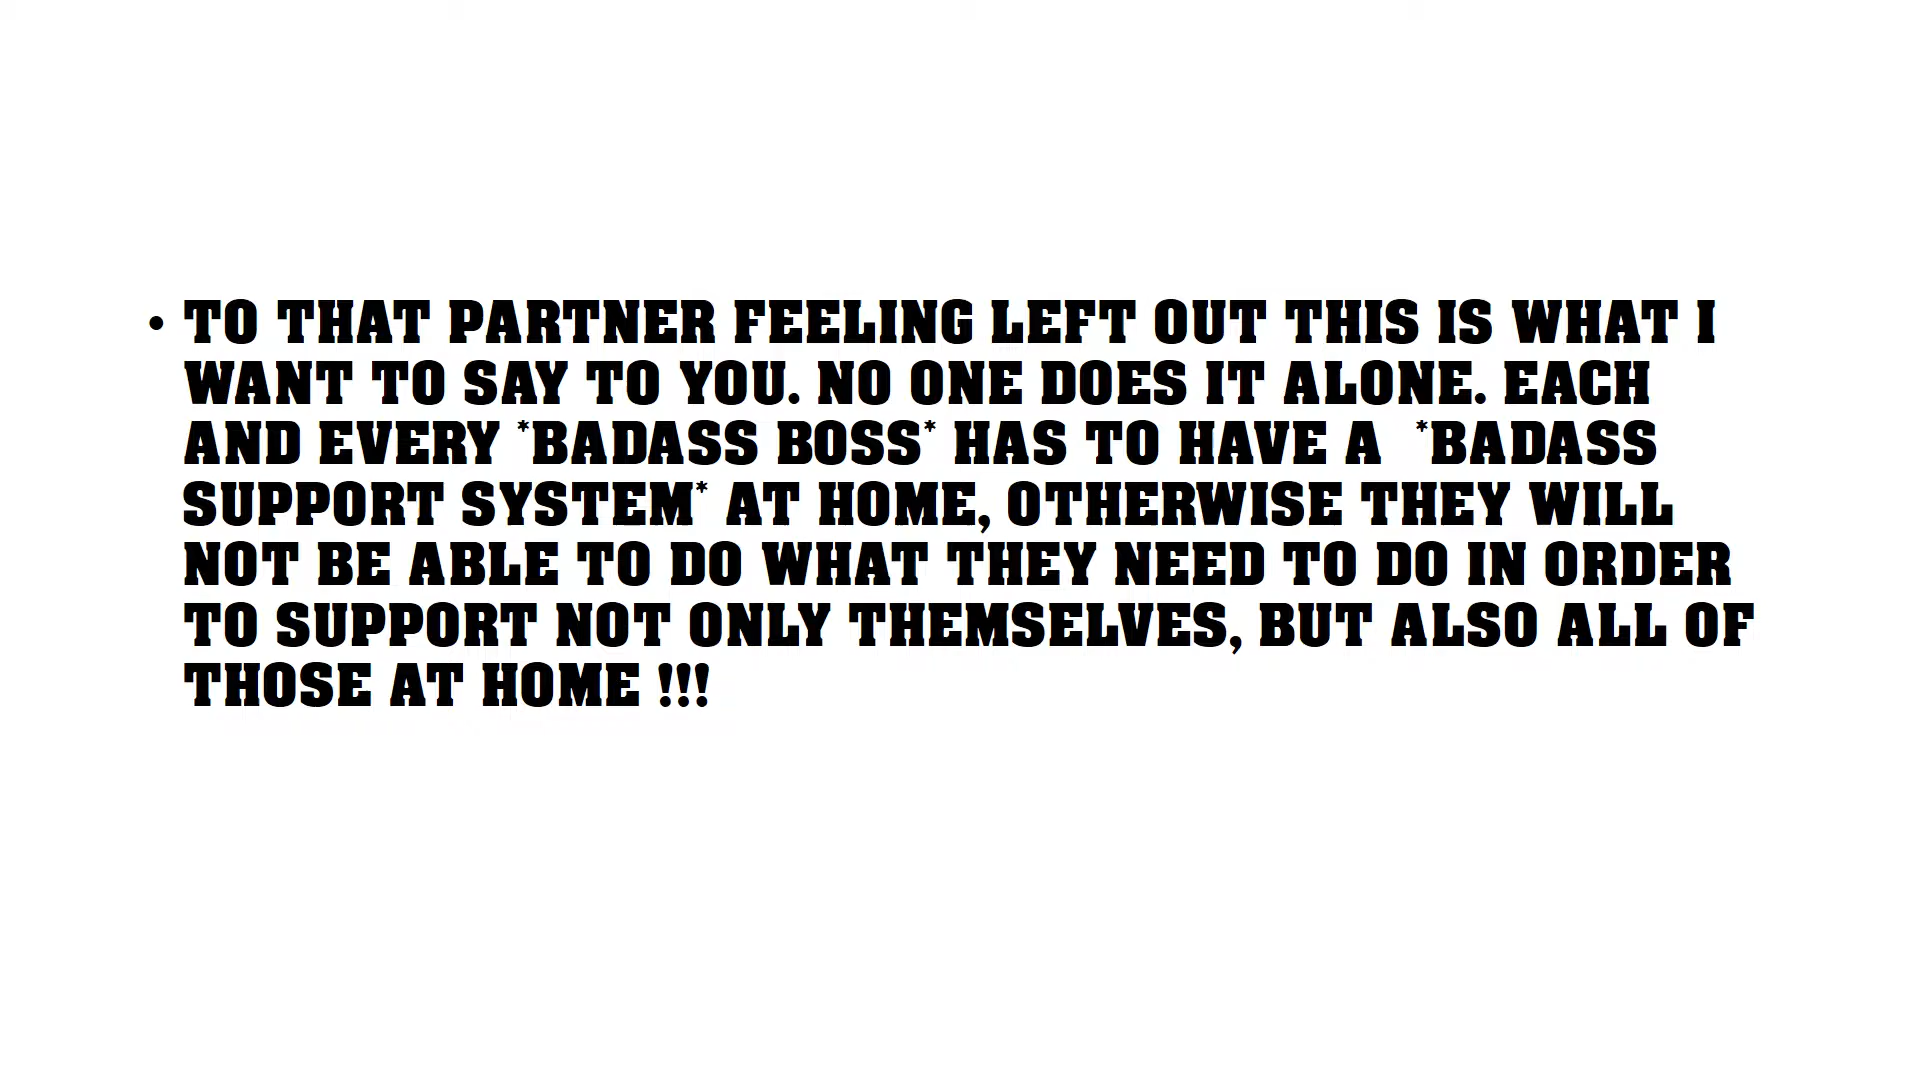 • TO THAT PARTNER FEELING LEFT OUT THIS IS WHAT I
WANT TO SAY TO YOU. NO ONE DOES IT ALONE. EACH
AND EVERY *BADASS BOSS* HAS TO HAVE A  *BADASS
SUPPORT SYSTEM* AT HOME, OTHERWISE THEY WILL
NOT BE ABLE TO DO WHAT THEY NEED TO DO IN ORDER
TO SUPPORT NOT ONLY THEMSELVES, BUT ALSO ALL OF
THOSE AT HOME !!!